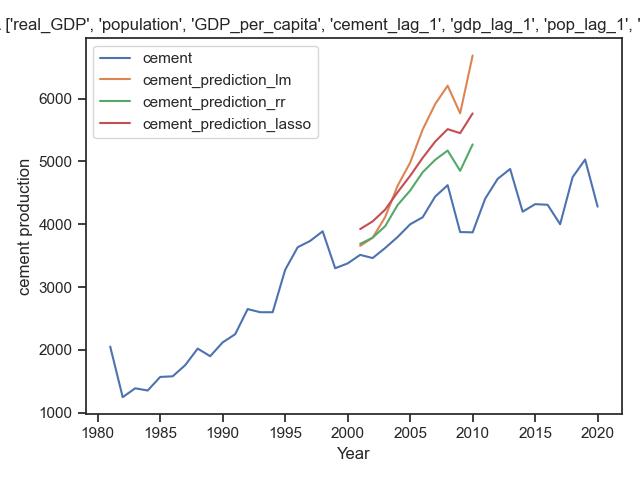 ['real_GDP', 'population', 'GDP_per_capita', 'cement_lag_1', 'gdp_lag_1', 'pop_lag_1', '
cement
cement_prediction_lm
cement_prediction_rr
cement_prediction_lasso
6000
5000
4000
3000
2000
1000
cement production
1980 1985 1990 1995 2000 2005 2010 2015 2020
Year